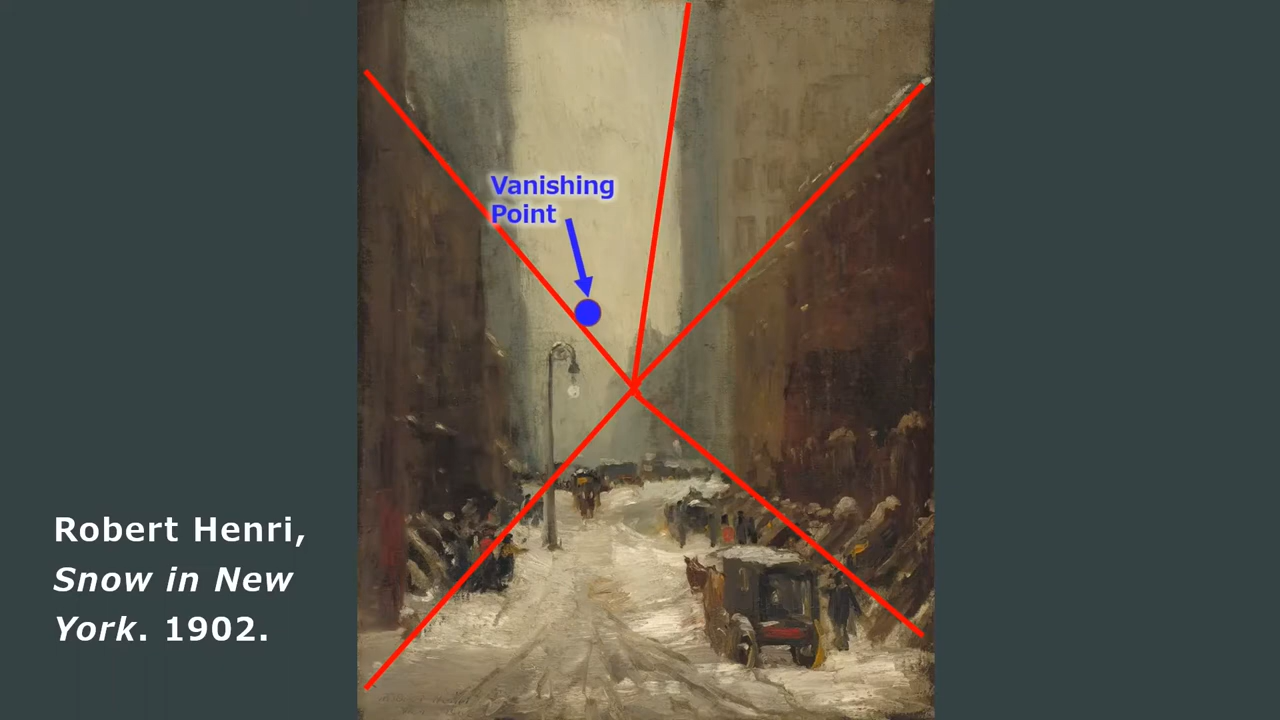 Vanishing
Point
Robert Henri,
Snow in New
York. 1902.